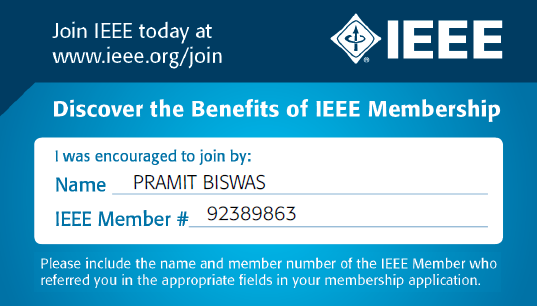 Join IEEE today at
www.ieee.org/join
IEEE
®
Discover the Benefits of IEEE Membership
I was encouraged to join by:
Name PRAMIT BISWAS
IEEE Member # 92389863
Please include the name and member number of the IEEE Member who
referred you in the appropriate fields in your membership application.